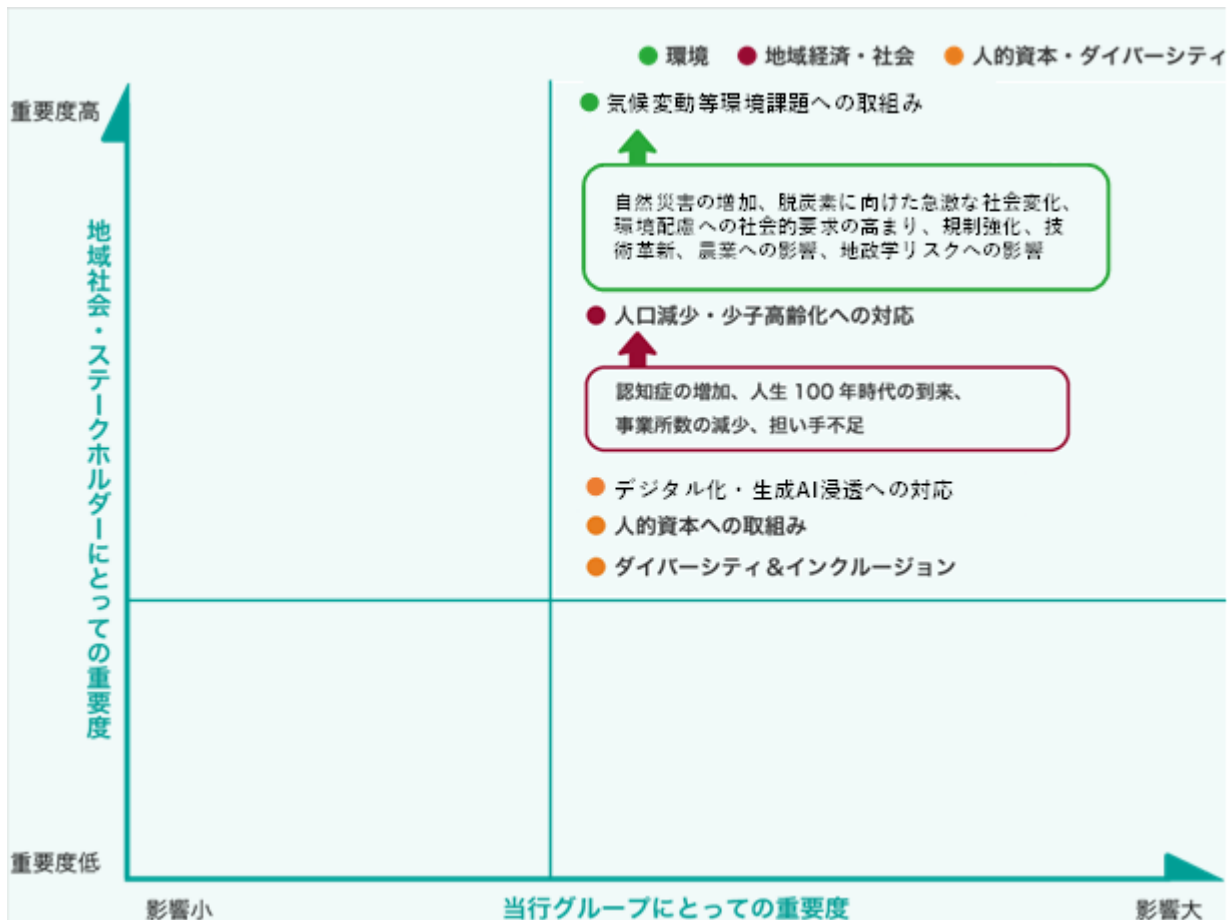 環境 地域経済・社会 人的資本・ダイバーシティ
重要度高
気候変動等環境課題への取組み
自然災害の増加、脱炭素に向けた急激な社会変化、
環境配慮への社会的要求の高まり、規制強化、技
術革新、農業への影響、地政学リスクへの影響
地域社会・ステークホルダーにとっての重要度
人口減少・少子高齢化への対応
認知症の増加、人生 100 年時代の到来、
事業所数の減少、担い手不足
デジタル化・生成AI浸透への対応
人的資本への取組み
ダイバーシティ&インクルージョン
重要度低
影響小 当行グループにとっての重要度 影響大